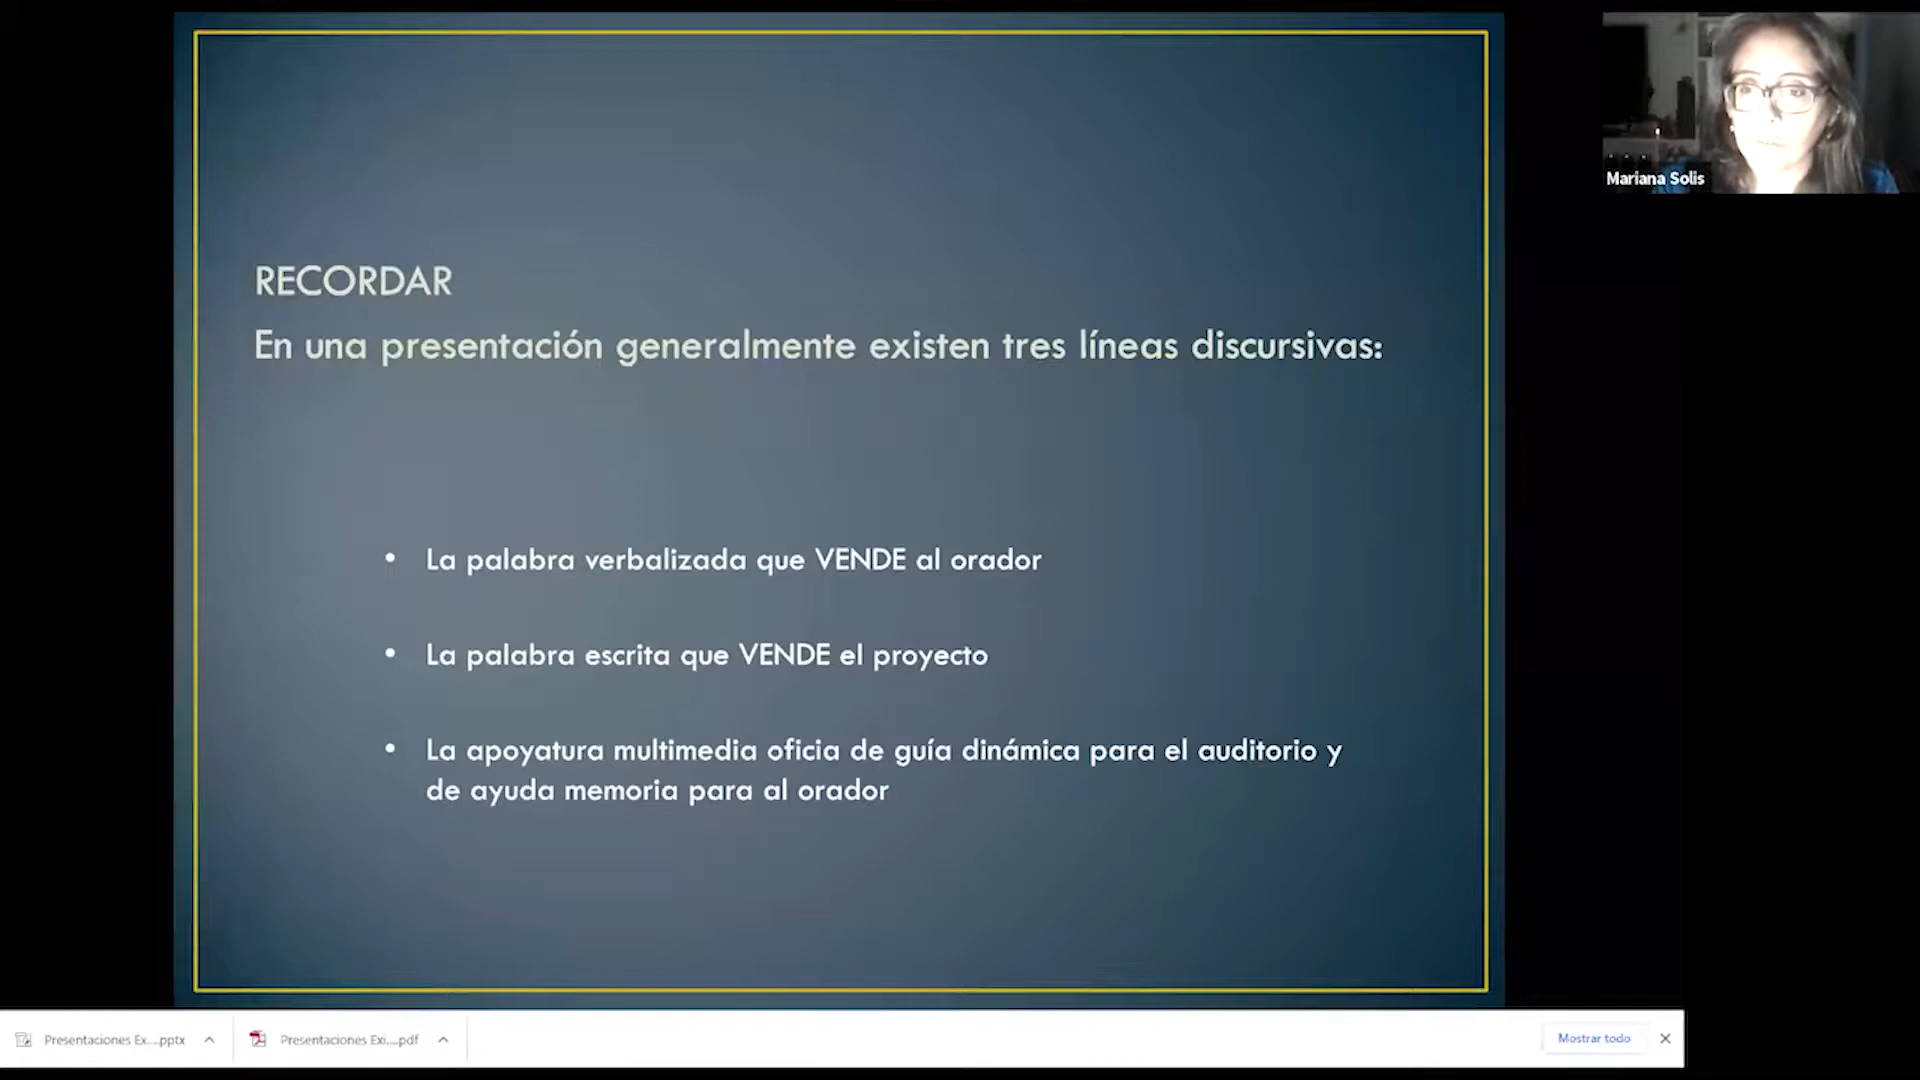 RECORDAR
En una presentación generalmente existen tres líneas discursivas:
• La palabra verbalizada que VENDE al orador
• La palabra escrita que VENDE el proyecto
• La apoyatura multimedia oficia de guía dinámica para el auditorio y
de ayuda memoria para al orador
Mariana Solis
Presentaciones Ex....pptx
Presentaciones Exi....pdf
Mostrar todo